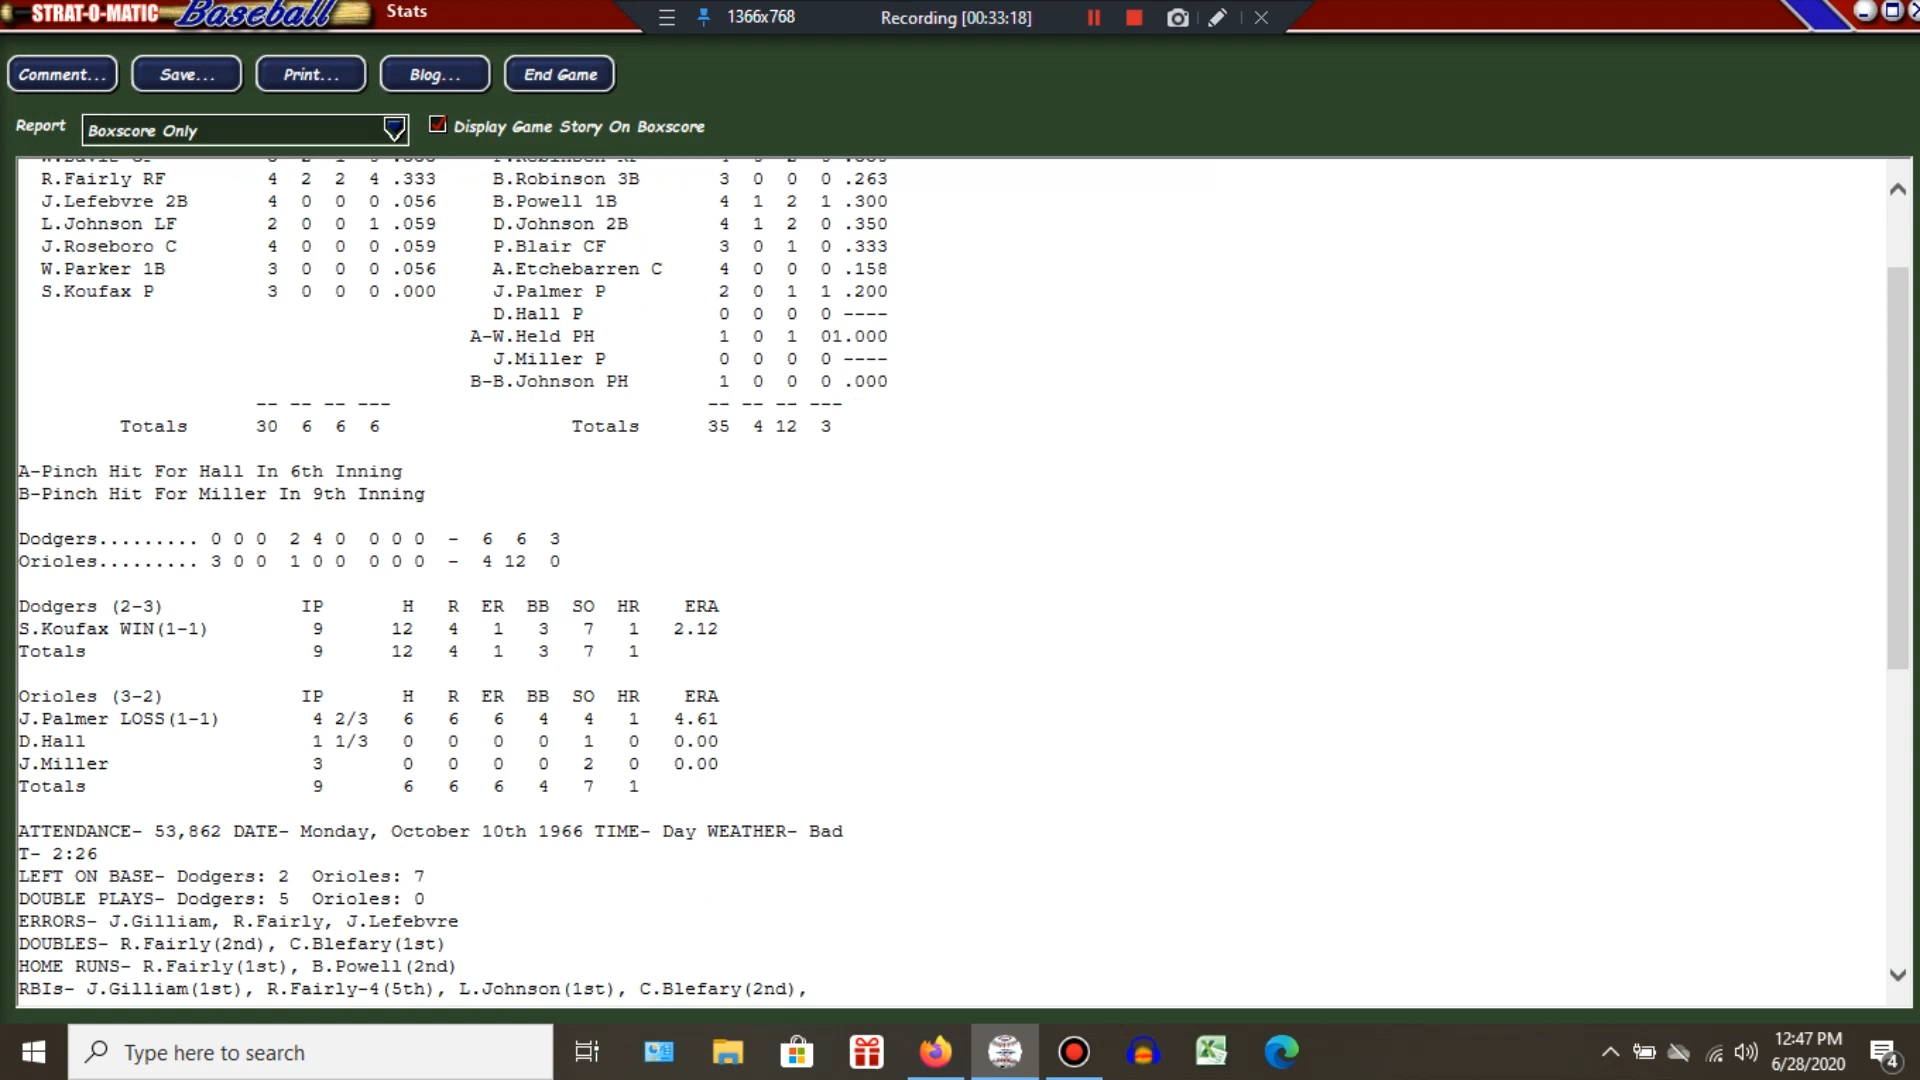 STRAT-O-MATIC Baseball Stats
1366x768 Recording [00:33:18]
Comment... Save... Print... Blog... End Game
Report Boxscore Only Display Game Story On Boxscore
R.Fairly RF 4 2 2 4 .333 B.Robinson 3B 3 0 0 0 .263
J.Lefebvre 2B 4 0 0 0 .056 B.Powell 1B 4 1 2 1 .300
L.Johnson LF 2 0 0 1 .059 D.Johnson 2B 4 1 2 0 .350
J.Roseboro C 4 0 0 0 .059 P.Blair CF 3 0 1 0 .333
W.Parker 1B 3 0 0 0 .056 A.Etchebarren C 4 0 0 0 .158
S.Koufax P 3 0 0 0 .000 J.Palmer P 2 0 1 1 .200
D.Hall P 0 0 0 0 ----
A-W.Held PH 1 0 1 01.000
J.Miller P 0 0 0 0 ----
B-B.Johnson PH 1 0 0 0 .000
-- -- -- --- -- -- -- ---
Totals 30 6 6 6 Totals 35 4 12 3
A-Pinch Hit For Hall In 6th Inning
B-Pinch Hit For Miller In 9th Inning
Dodgers......... 0 0 0 2 4 0 0 0 0 - 6 6 3
Orioles......... 3 0 0 1 0 0 0 0 0 - 4 12 0
Dodgers (2-3) IP H R ER BB SO HR ERA
S.Koufax WIN(1-1) 9 12 4 1 3 7 1 2.12
Totals 9 12 4 1 3 7 1
Orioles (3-2) IP H R ER BB SO HR ERA
J.Palmer LOSS(1-1) 4 2/3 6 6 6 4 4 1 4.61
D.Hall 1 1/3 0 0 0 0 1 0 0.00
J.Miller 3 0 0 0 0 2 0 0.00
Totals 9 6 6 6 4 7 1
ATTENDANCE- 53,862 DATE- Monday, October 10th 1966 TIME- Day WEATHER- Bad
T- 2:26
LEFT ON BASE- Dodgers: 2 Orioles: 7
DOUBLE PLAYS- Dodgers: 5 Orioles: 0
ERRORS- J.Gilliam, R.Fairly, J.Lefebvre
DOUBLES- R.Fairly(2nd), C.Blefary(1st)
HOME RUNS- R.Fairly(1st), B.Powell(2nd)
RBIs- J.Gilliam(1st), R.Fairly-4(5th), L.Johnson(1st), C.Blefary(2nd),
Type here to search
12:47 PM
6/28/2020
4